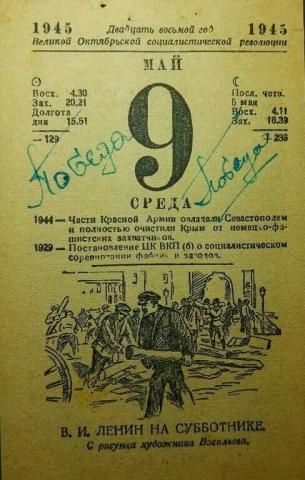 1945 Двадцать восьмой год 1945
Великой Октябрьской социалистической революции
МАЙ
Восх. 4.30
Зах. 20.21
Долгота
дня 15.51
—129
Посл. четв.
5 мая
Восх. 4.11
Зах. 16.39
+ 236
9
Победа
Победа
СРЕДА
1944—Части Красной Армии овладели Севастополем
и полностью очистили Крым от немецко-фа-
шистских захватчиков.
1929—Постановление ЦК ВКП (б) о социалистическом
соревновании фабрик и заводов.
В. И. ЛЕНИН НА СУББОТНИКЕ.
С рисунка художника Васильева.